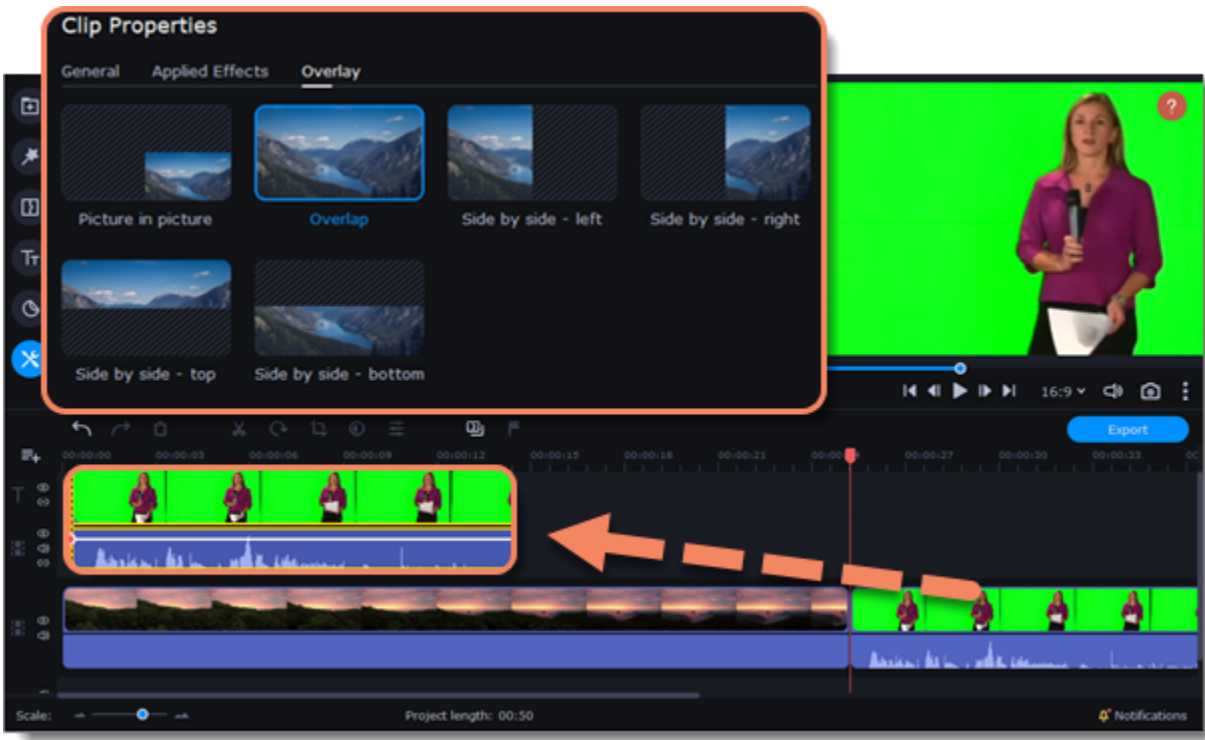 Clip Properties
General Applied Effects Overlay
Picture in picture Overlap Side by side - left Side by side - right
Side by side - top Side by side - bottom
?
16:9
Export
00:00:00 00:00:03 00:00:06 00:00:09 00:00:12 00:00:15 00:00:18 00:00:21 00:00:27 00:00:30 00:00:33
Scale: Project length: 00:50 Notifications